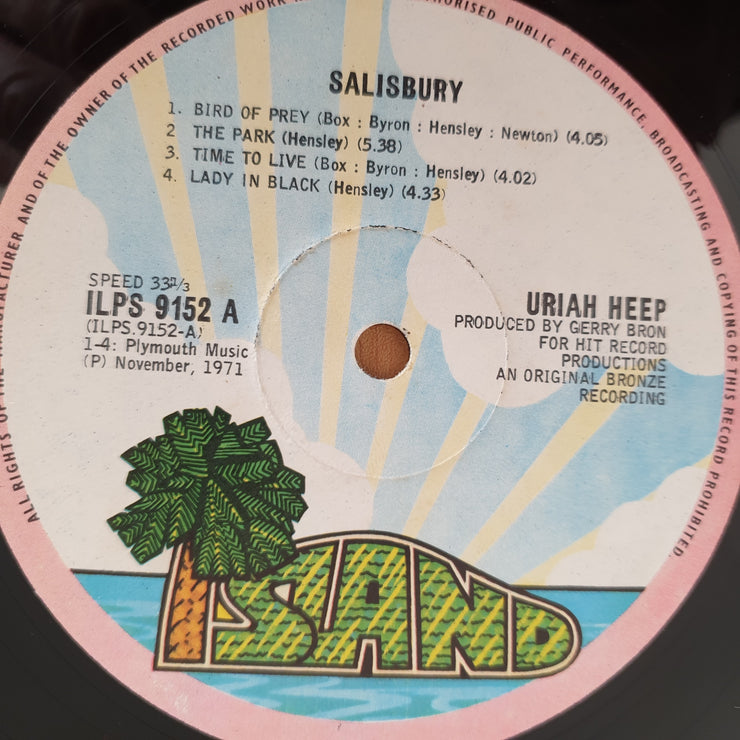 ALL RIGHTS OF THE MANUFACTURER AND OF THE OWNER OF THE RECORDED WORK
PUBLIC PERFORMANCE, BROADCASTING AND COPYING OF THIS RECORD PROHIBITED.
SALISBURY
1. BIRD OF PREY (Box : Byron : Hensley : Newton) (4.05)
2 THE PARK (Hensley) (5.38)
3. TIME TO LIVE (Box : Byron : Hensley) (4.02)
4. LADY IN BLACK (Hensley) (4.33)
SPEED 33⅓
ILPS 9152 A
(ILPS.9152-A)
1-4: Plymouth Music
(P) November, 1971
URIAH HEEP
PRODUCED BY GERRY BRON
FOR HIT RECORD
PRODUCTIONS
AN ORIGINAL BRONZE
RECORDING
ISLAND